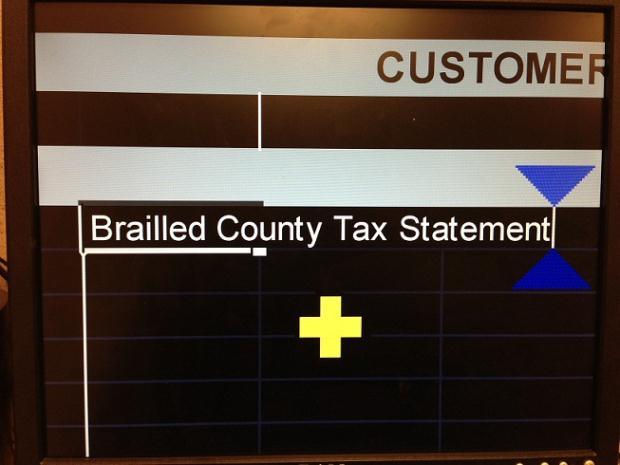 CUSTOMER
Brailled County Tax Statement